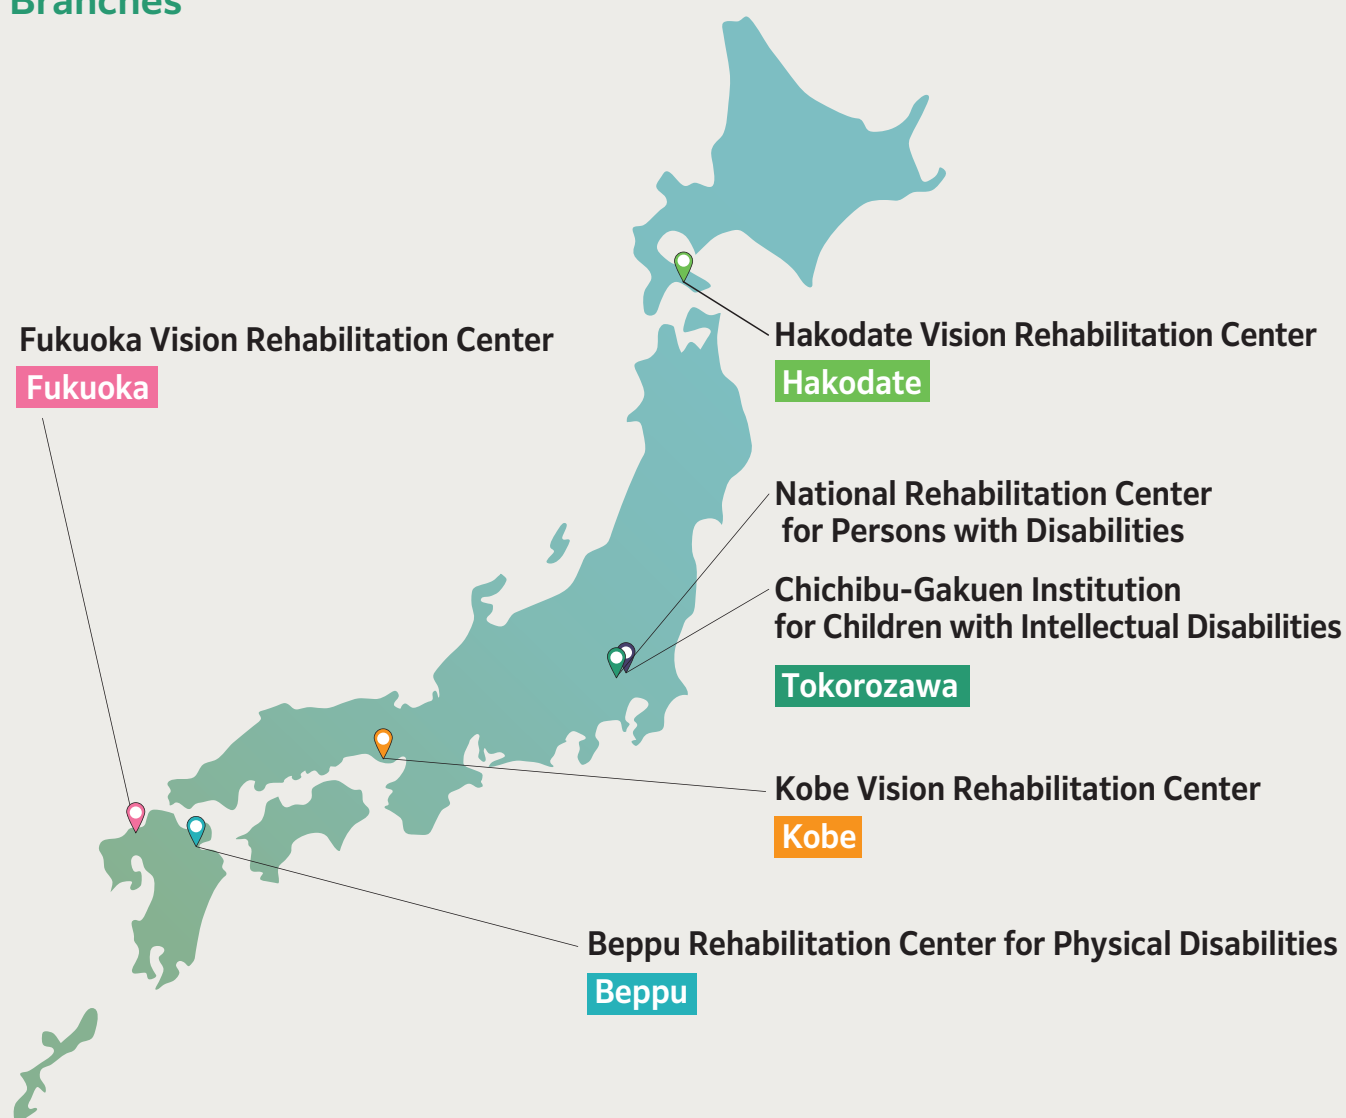 Branches
Fukuoka Vision Rehabilitation Center
Fukuoka
Hakodate Vision Rehabilitation Center
Hakodate
National Rehabilitation Center
for Persons with Disabilities
Chichibu-Gakuen Institution
for Children with Intellectual Disabilities
Tokorozawa
Kobe Vision Rehabilitation Center
Kobe
Beppu Rehabilitation Center for Physical Disabilities
Beppu